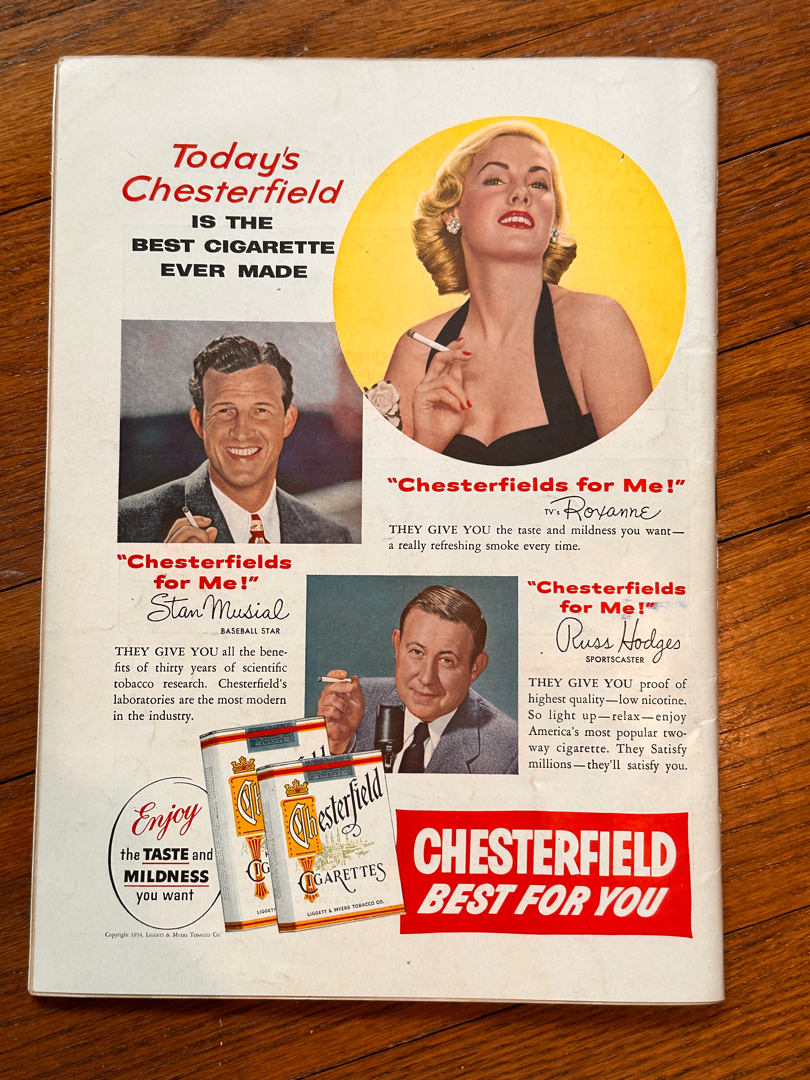 Today's
Chesterfield
IS THE
BEST CIGARETTE
EVER MADE
"Chesterfields for Me!"
TV's Roxanne
THEY GIVE YOU the taste and mildness you want—
a really refreshing smoke every time.
"Chesterfields
for Me!"
Stan Musial
BASEBALL STAR
THEY GIVE YOU all the bene-
fits of thirty years of scientific
tobacco research. Chesterfield's
laboratories are the most modern
in the industry.
"Chesterfields
for Me!"
Russ Hodges
SPORTSCASTER
THEY GIVE YOU proof of
highest quality—low nicotine.
So light up—relax—enjoy
America's most popular two-
way cigarette. They Satisfy
millions—they'll satisfy you.
Enjoy
the TASTE and
MILDNESS
you want
Chesterfield
CIGARETTES
LIGGETT & MYERS TOBACCO CO.
LIGGETT
CHESTERFIELD
BEST FOR YOU
Copyright 1954, LIGGETT & MYERS TOBACCO CO.